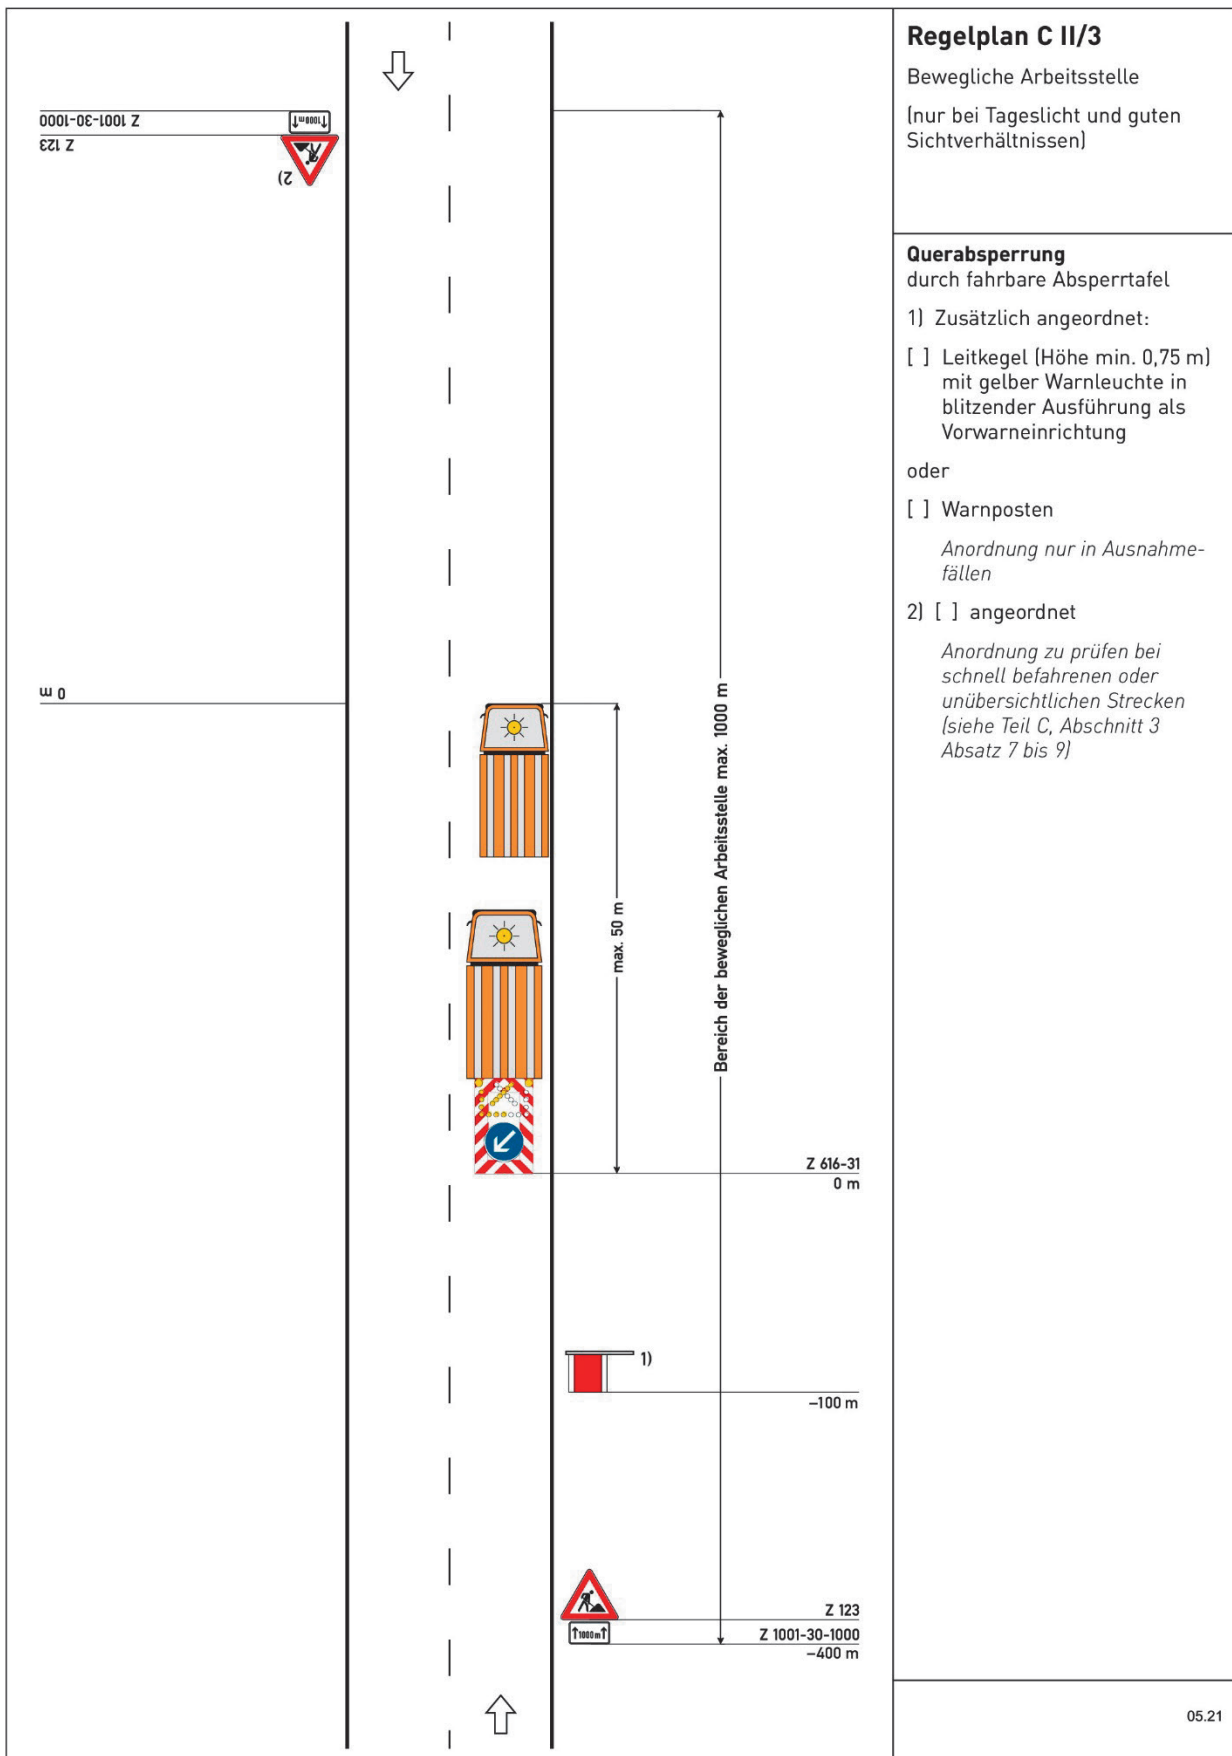 Regelplan C II/3
Bewegliche Arbeitsstelle
(nur bei Tageslicht und guten
Sichtverhältnissen)
Querabsperrung
durch fahrbare Absperrtafel
1) Zusätzlich angeordnet:
[ ] Leitkegel (Höhe min. 0,75 m)
mit gelber Warnleuchte in
blitzender Ausführung als
Vorwarneinrichtung
oder
[ ] Warnposten
Anordnung nur in Ausnahme-
fällen
2) [ ] angeordnet
Anordnung zu prüfen bei
schnell befahrenen oder
unübersichtlichen Strecken
(siehe Teil C, Abschnitt 3
Absatz 7 bis 9)
05.21
Z 1001-30-1000
Z 123
↑1000m↑
2)
0 m
max. 50 m
Bereich der beweglichen Arbeitsstelle max. 1000 m
Z 616-31
0 m
1)
–100 m
Z 123
↑1000m↑
Z 1001-30-1000
–400 m